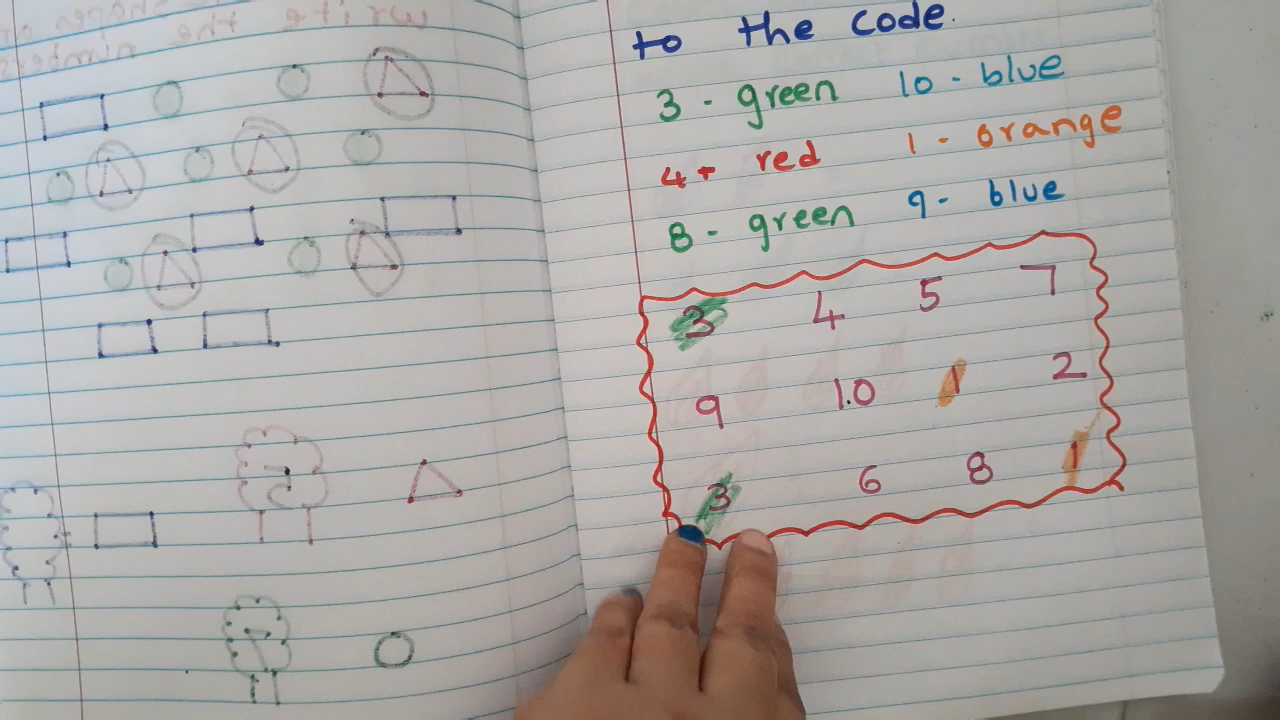 to the code.
3 - green 10 - blue
4 - red 1 - orange
8 - green 9 - blue
3 4 5 7
9 10 1 2
3 6 8 1